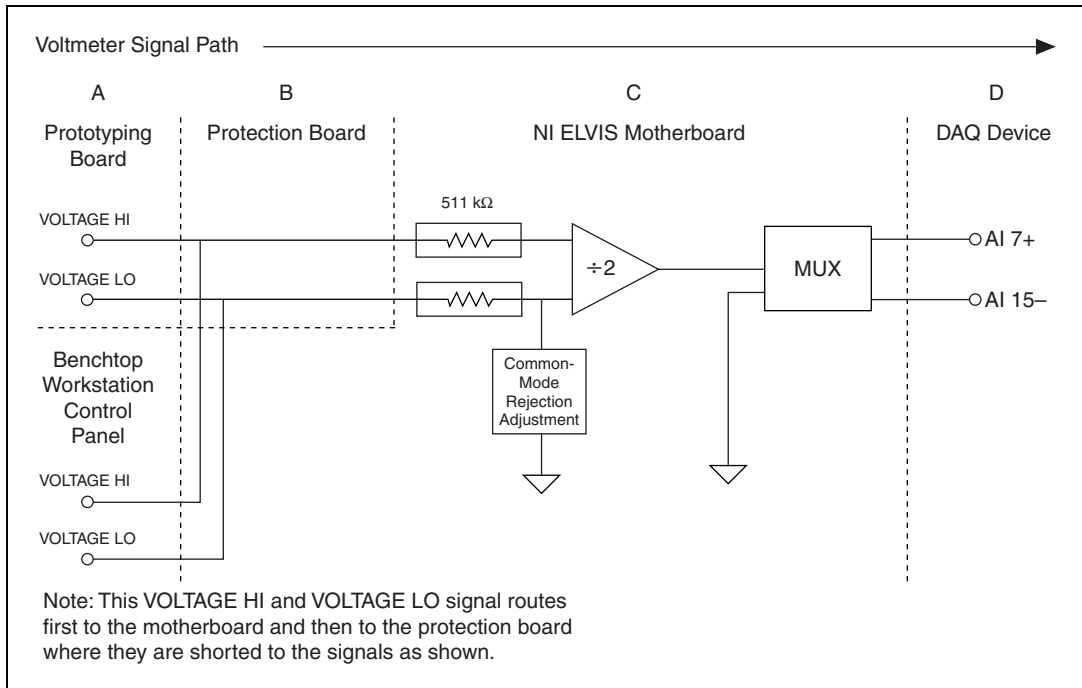 Voltmeter Signal Path
A
B
C
D
Prototyping
Board
Protection Board
NI ELVIS Motherboard
DAQ Device
511 kΩ
VOLTAGE HI
VOLTAGE LO
÷2
MUX
AI 7+
AI 15–
Common-
Mode
Rejection
Adjustment
Benchtop
Workstation
Control
Panel
VOLTAGE HI
VOLTAGE LO
Note: This VOLTAGE HI and VOLTAGE LO signal routes
first to the motherboard and then to the protection board
where they are shorted to the signals as shown.